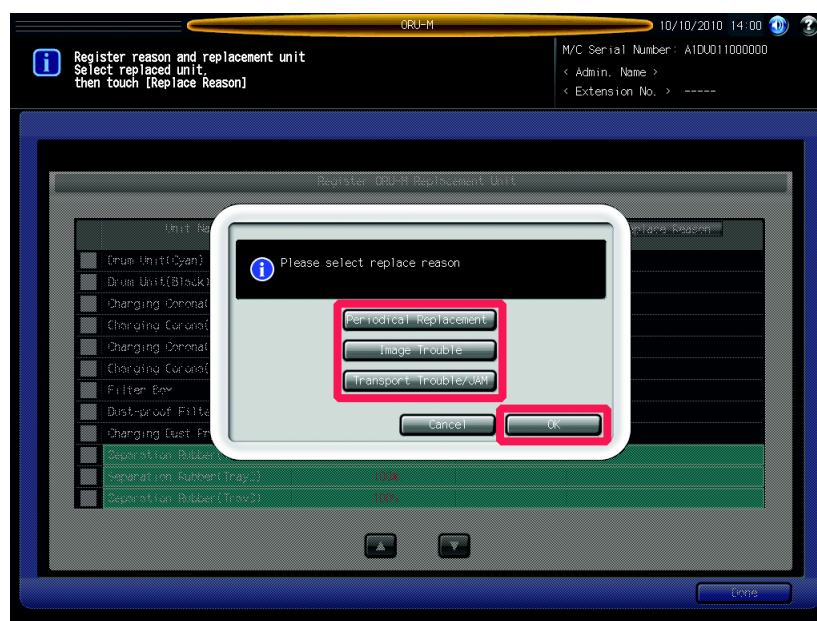 ORU-M
10/10/2010 14:00
Register reason and replacement unit
Select replaced unit,
then touch [Replace Reason]
M/C Serial Number: A1DU011000000
< Admin. Name >
< Extension No. > -----
Register ORU-M Replacement Unit
Unit Na
place Reason
Drum Unit(Cyan)
Drum Unit(Black)
Charging Corona(
Charging Corona(
Charging Corona(
Charging Corona(
Filter Box
Dust-proof Filte
Charging Dust Pr
Separation Rubber(
Separation Rubber(Tray2) 100%
Separation Rubber(Tray3) 100%
Please select replace reason
Periodical Replacement
Image Trouble
Transport Trouble/JAM
Cancel
OK
Done